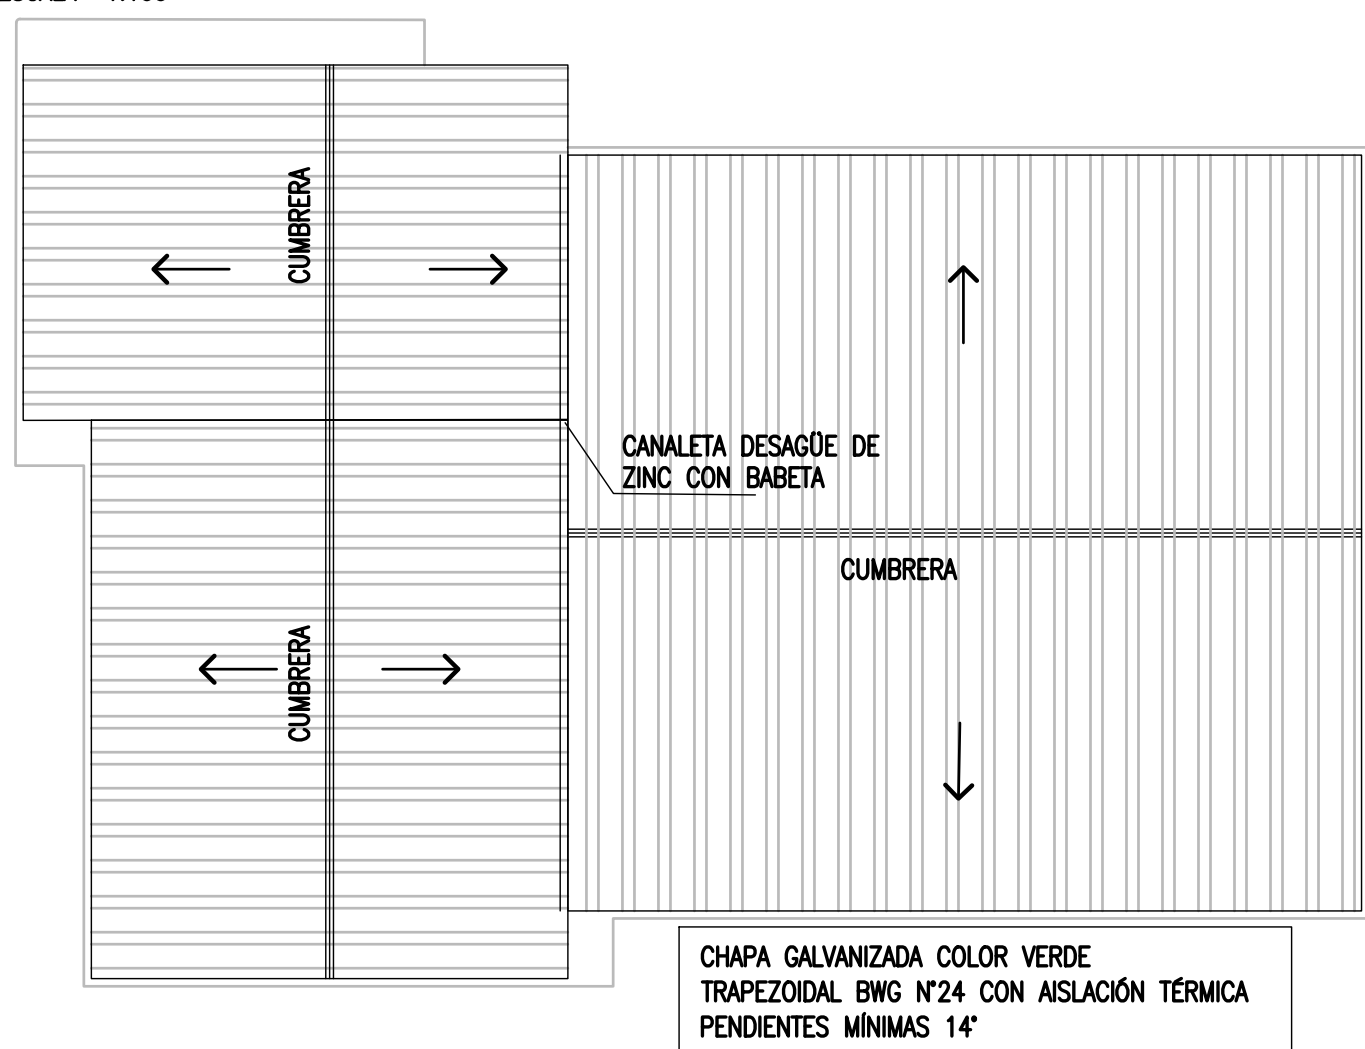 CUMBRERA
CANALETA DESAGÜE DE
ZINC CON BABETA
CUMBRERA
CUMBRERA
CHAPA GALVANIZADA COLOR VERDE
TRAPEZOIDAL BWG N°24 CON AISLACIÓN TÉRMICA
PENDIENTES MÍNIMAS 14°